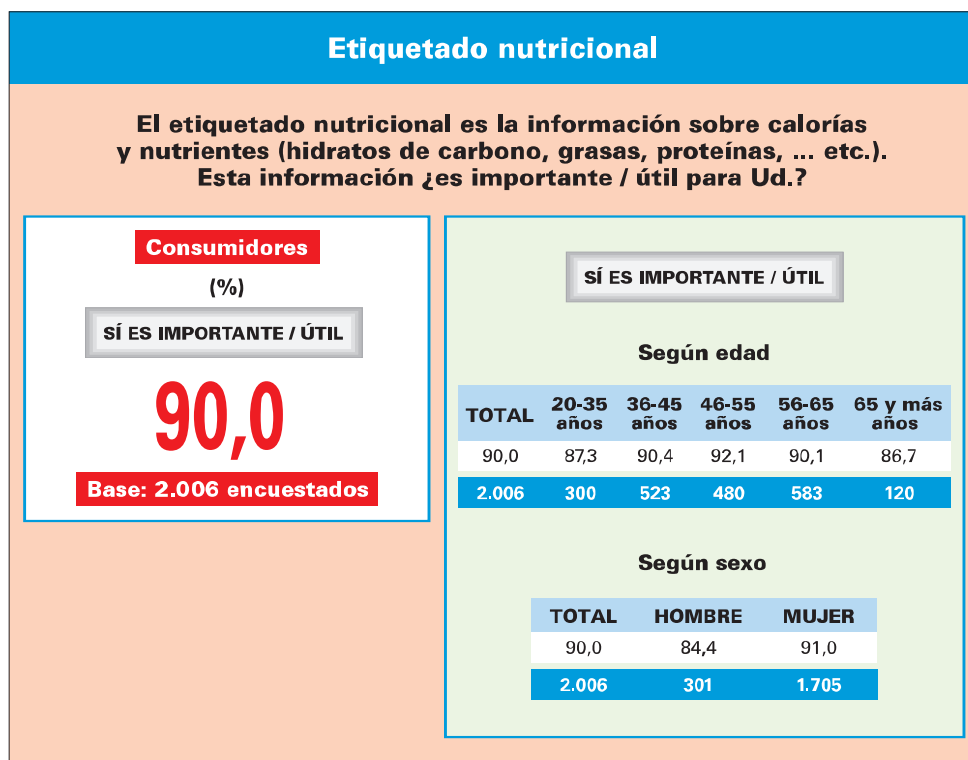 Etiquetado nutricional
El etiquetado nutricional es la información sobre calorías
y nutrientes (hidratos de carbono, grasas, proteínas, ... etc.).
Esta información ¿es importante / útil para Ud.?
Consumidores
(%)
SÍ ES IMPORTANTE / ÚTIL
90,0
Base: 2.006 encuestados
SÍ ES IMPORTANTE / ÚTIL
Según edad
TOTAL 20-35 años 36-45 años 46-55 años 56-65 años 65 y más años
90,0 87,3 90,4 92,1 90,1 86,7
2.006 300 523 480 583 120
Según sexo
TOTAL HOMBRE MUJER
90,0 84,4 91,0
2.006 301 1.705